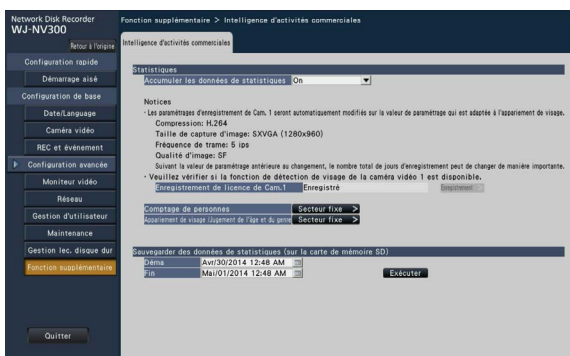 Network Disk Recorder
WJ-NV300
Retour à l'origine
Configuration rapide
Démarrage aisé
Configuration de base
Date/Language
Caméra vidéo
REC et événement
Configuration avancée
Moniteur vidéo
Réseau
Gestion d'utilisateur
Maintenance
Gestion lec. disque dur
Fonction supplémentaire
Quitter
Fonction supplémentaire > Intelligence d'activités commerciales
Intelligence d'activités commerciales
Statistiques
Accumuler les données de statistiques On
Notices
・Les paramètres d'enregistrement de Cam. 1 seront automatiquement modifiés sur la valeur de paramétrage qui est adaptée à l'appariement de visage.
Compression: H.264
Taille de capture d'image: SXVGA (1280x960)
Fréquence de trame: 5 ips
Qualité d'image: SF
Suivant la valeur de paramétrage antérieure au changement, le nombre total de jours d'enregistrement peut de changer de manière importante.
・Veuillez vérifier si la fonction de détection de visage de la caméra vidéo 1 est disponible.
Enregistrement de licence de Cam.1 Enregistré Enregistrement >
Comptage de personnes Secteur fixe >
Appariement de visage (Jugement de l'âge et du genre) Secteur fixe >
Sauvegarder des données de statistiques (sur la carte de mémoire SD)
Déma Avr/30/2014 12:48 AM
Fin Mai/01/2014 12:48 AM Exécuter